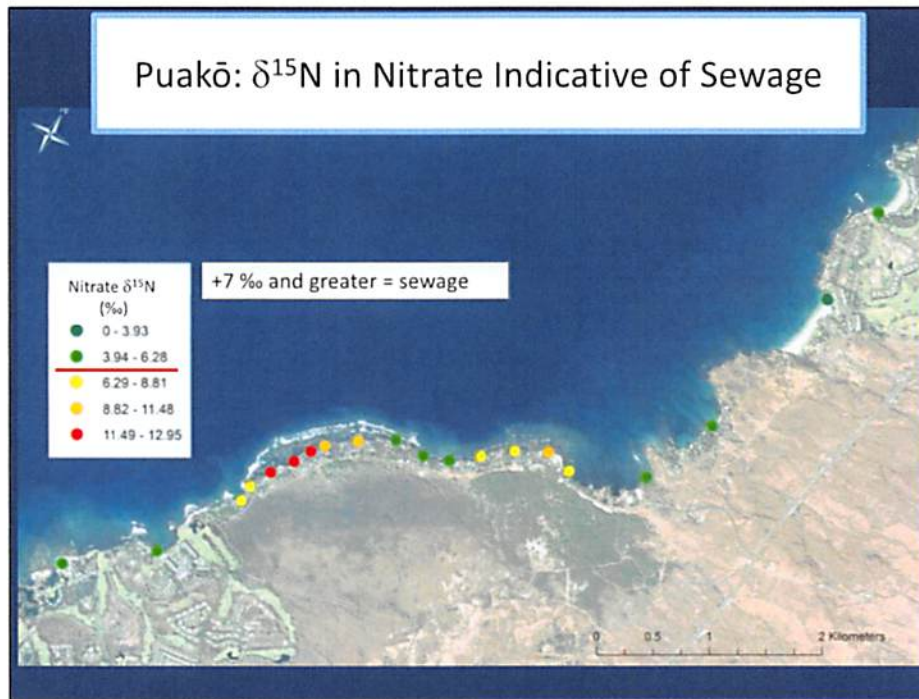 Puakō: δ¹⁵N in Nitrate Indicative of Sewage
+7 ‰ and greater = sewage
Nitrate δ¹⁵N
(‰)
0 - 3.93
3.94 - 6.28
6.29 - 8.81
8.82 - 11.48
11.49 - 12.95
0 0.5 1 2 Kilometers